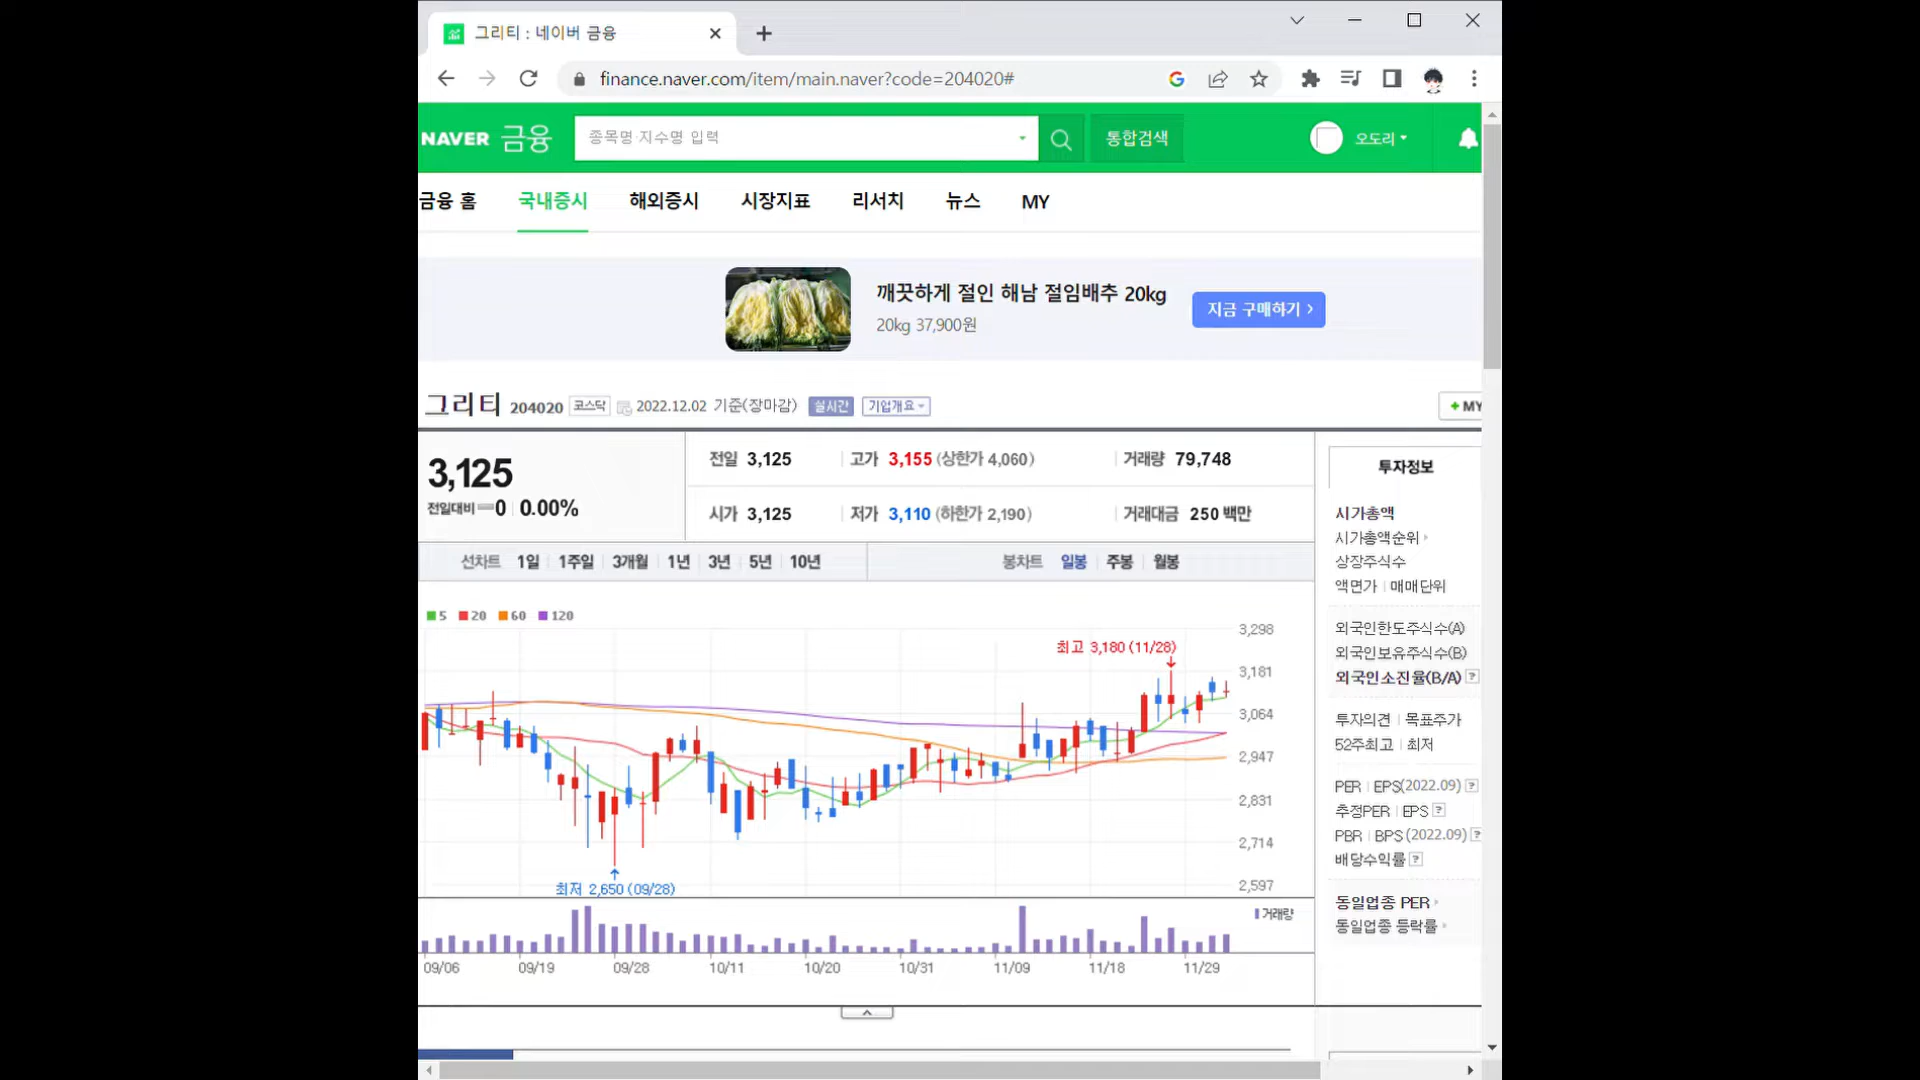 그리티 : 네이버 금융
finance.naver.com/item/main.naver?code=204020#
NAVER 금융
종목명·지수명 입력
통합검색
오도리
금융 홈 국내증시 해외증시 시장지표 리서치 뉴스 MY
깨끗하게 절인 해남 절임배추 20kg
20kg 37,900원
지금 구매하기 >
그리티 204020 코스닥 2022.12.02 기준(장마감) 실시간 기업개요
+ MY
3,125
전일대비 0 0.00%
전일 3,125 고가 3,155 (상한가 4,060) 거래량 79,748
시가 3,125 저가 3,110 (하한가 2,190) 거래대금 250 백만
선차트 1일 1주일 3개월 1년 3년 5년 10년
봉차트 일봉 주봉 월봉
5 20 60 120
최고 3,180 (11/28)
최저 2,650 (09/28)
3,298
3,181
3,064
2,947
2,831
2,714
2,597
거래량
09/06 09/19 09/28 10/11 10/20 10/31 11/09 11/18 11/29
투자정보
시가총액
시가총액순위
상장주식수
액면가 | 매매단위
외국인한도주식수(A)
외국인보유주식수(B)
외국인소진율(B/A) ?
투자의견 | 목표주가
52주최고 | 최저
PER | EPS(2022.09) ?
추정PER | EPS ?
PBR | BPS (2022.09) ?
배당수익률 ?
동일업종 PER
동일업종 등락률